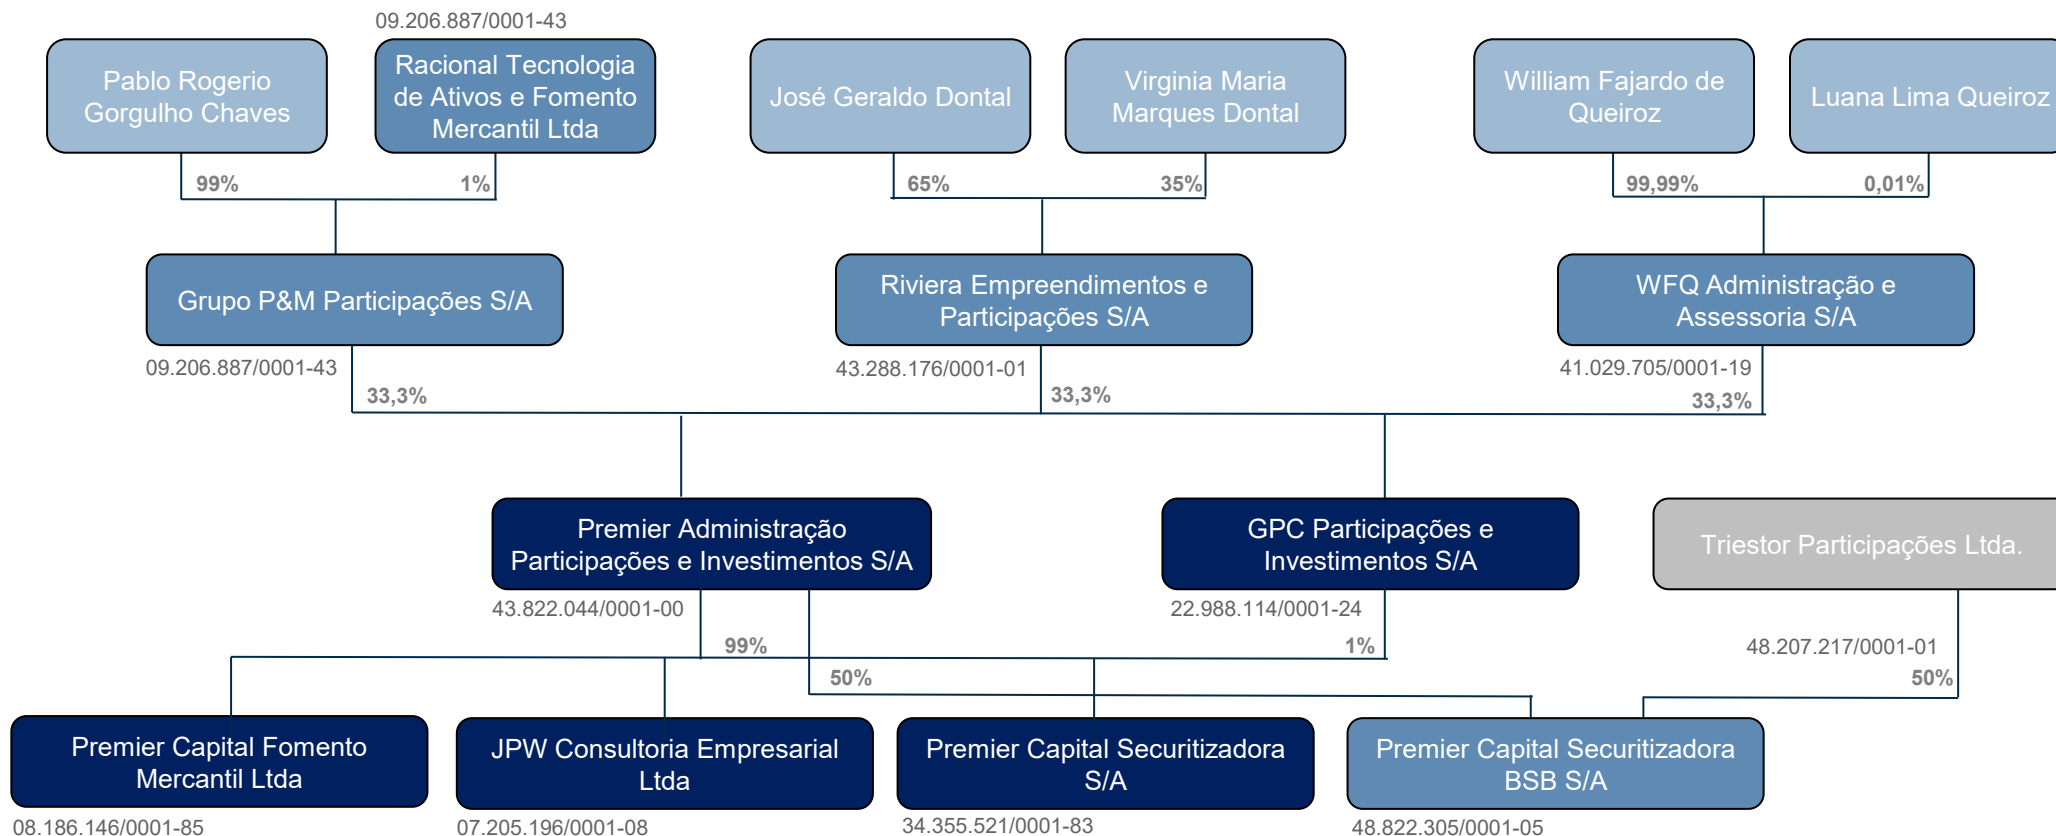 09.206.887/0001-43
Pablo Rogerio
Gorgulho Chaves
Racional Tecnologia
de Ativos e Fomento
Mercantil Ltda
José Geraldo Dontal
Virginia Maria
Marques Dontal
William Fajardo de
Queiroz
Luana Lima Queiroz
99%
1%
65%
35%
99,99%
0,01%
Grupo P&M Participações S/A
Riviera Empreendimentos e
Participações S/A
WFQ Administração e
Assessoria S/A
09.206.887/0001-43
43.288.176/0001-01
41.029.705/0001-19
33,3%
33,3%
33,3%
Premier Administração
Participações e Investimentos S/A
GPC Participações e
Investimentos S/A
Triestor Participações Ltda.
43.822.044/0001-00
22.988.114/0001-24
48.207.217/0001-01
99%
1%
50%
50%
Premier Capital Fomento
Mercantil Ltda
JPW Consultoria Empresarial
Ltda
Premier Capital Securitizadora
S/A
Premier Capital Securitizadora
BSB S/A
08.186.146/0001-85
07.205.196/0001-08
34.355.521/0001-83
48.822.305/0001-05